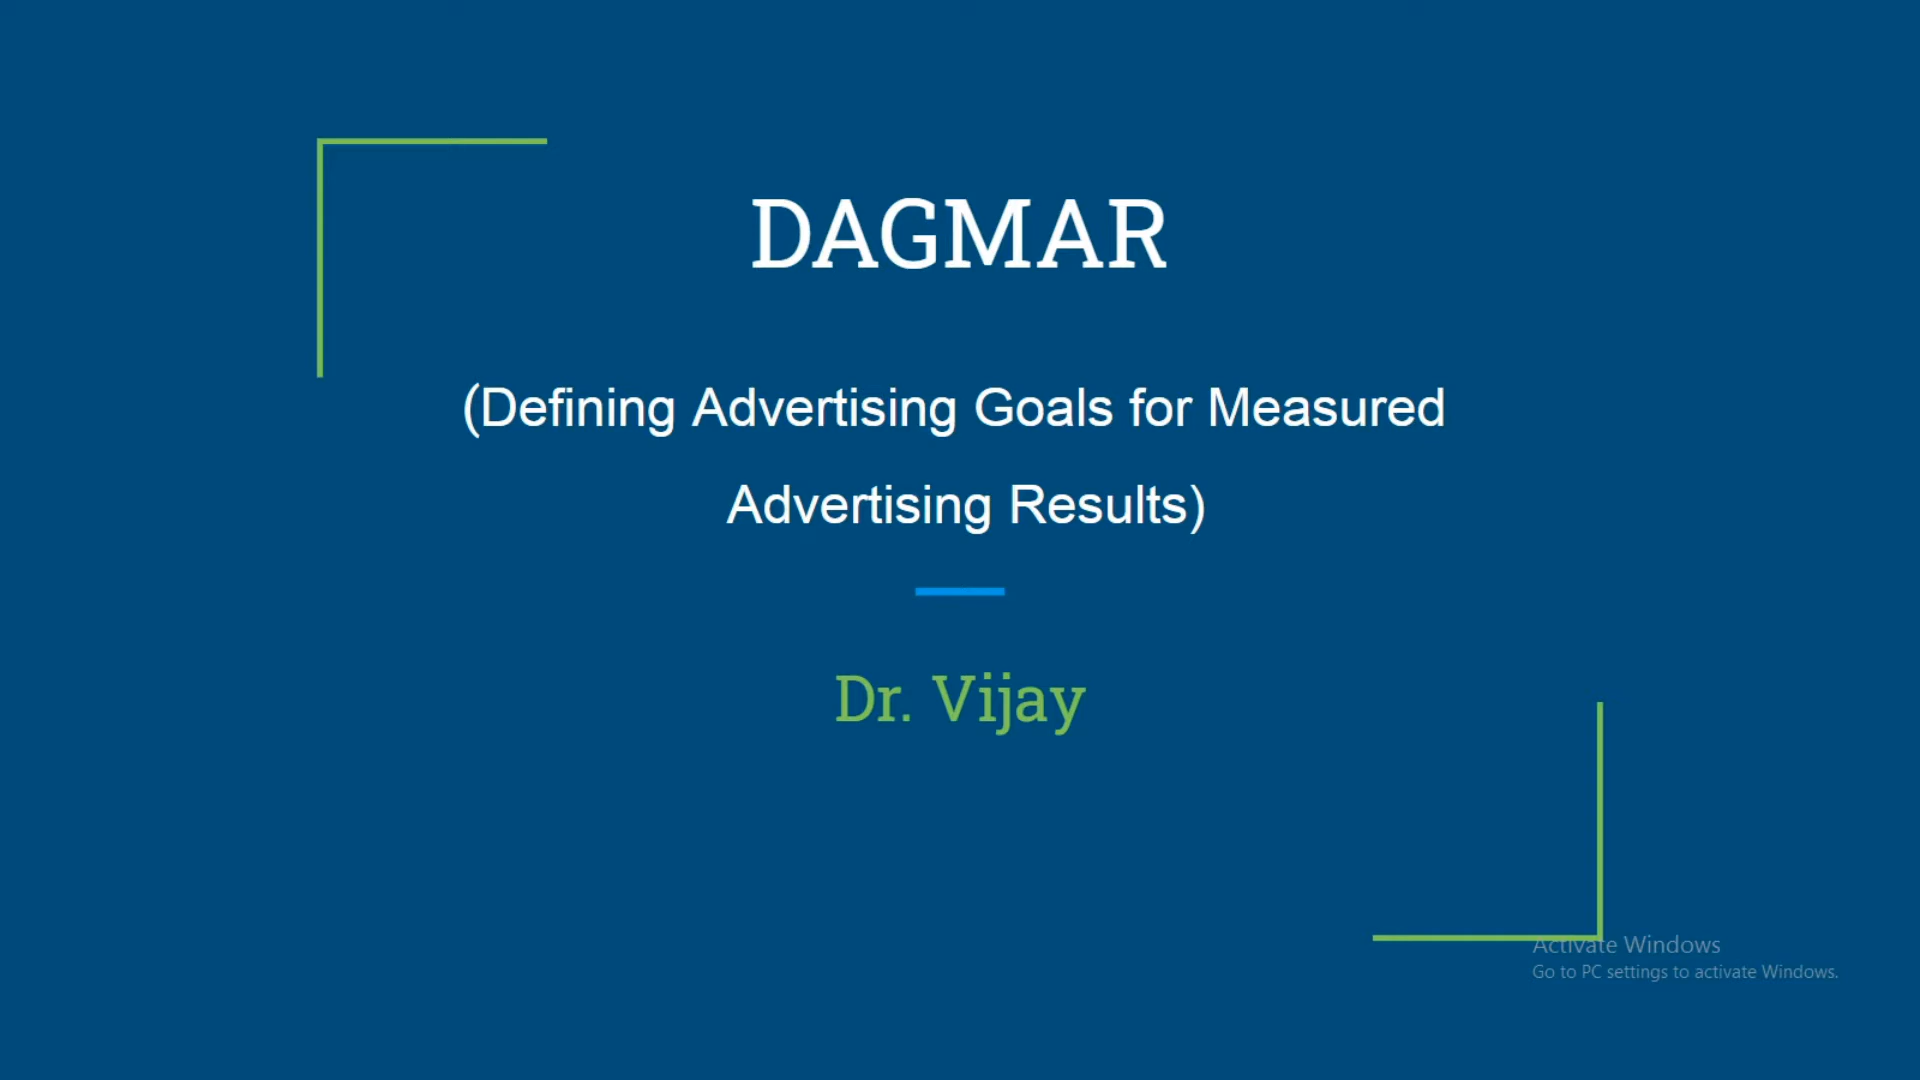 DAGMAR
(Defining Advertising Goals for Measured
Advertising Results)
Dr. Vijay
Activate Windows
Go to PC settings to activate Windows.